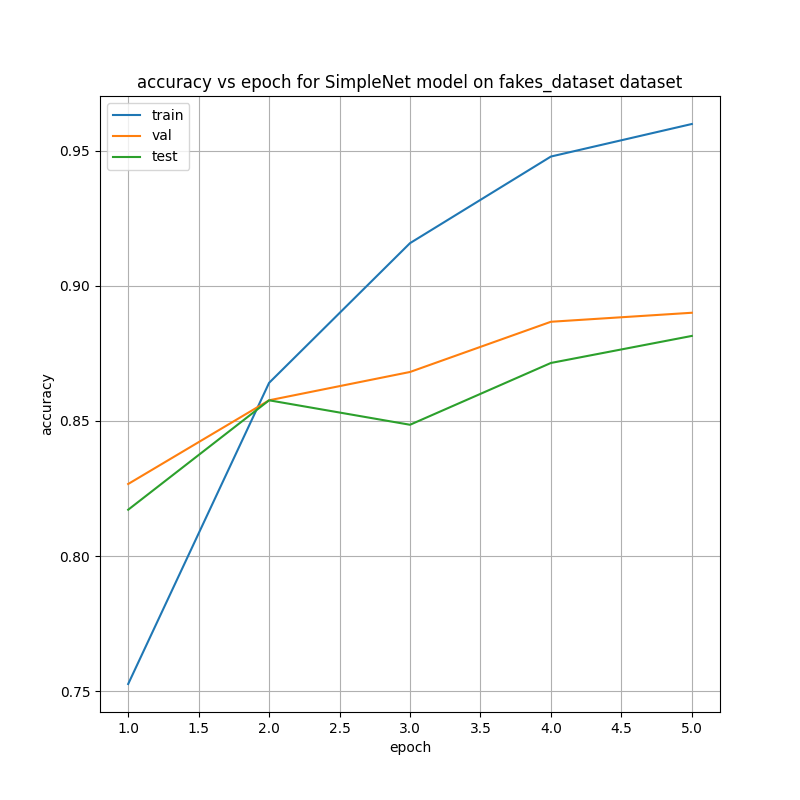 accuracy vs epoch for SimpleNet model on fakes_dataset dataset
train
val
test
0.95
0.90
0.85
0.80
0.75
accuracy
1.0 1.5 2.0 2.5 3.0 3.5 4.0 4.5 5.0
epoch